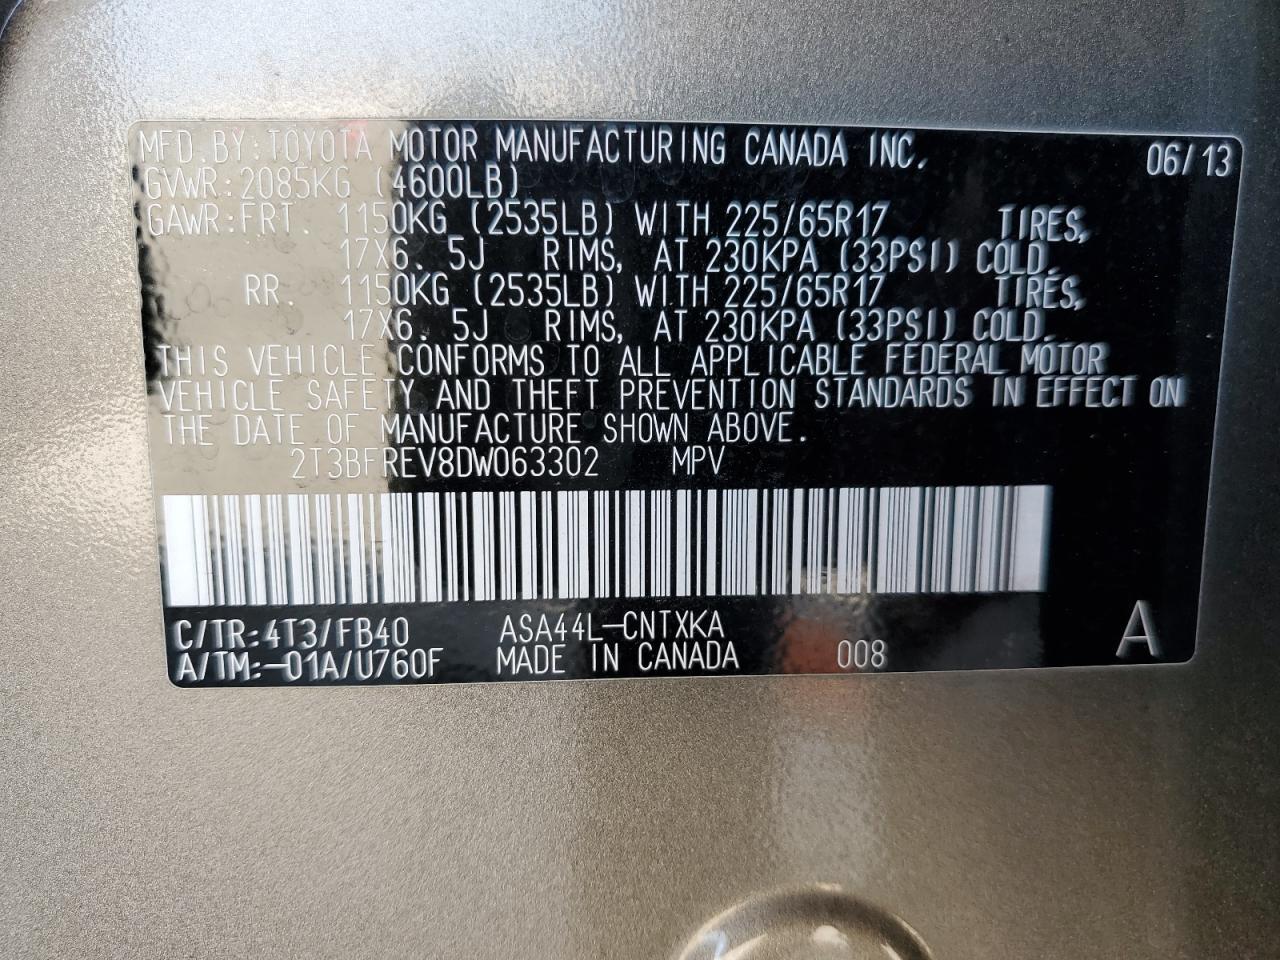 MFD. BY: TOYOTA MOTOR MANUFACTURING CANADA INC. 06/13
GVWR: 2085KG (4600LB)
GAWR: FRT. 1150KG (2535LB) WITH 225/65R17 TIRES,
17X6. 5J RIMS, AT 230KPA (33PSI) COLD.
RR. 1150KG (2535LB) WITH 225/65R17 TIRES,
17X6. 5J RIMS, AT 230KPA (33PSI) COLD.
THIS VEHICLE CONFORMS TO ALL APPLICABLE FEDERAL MOTOR
VEHICLE SAFETY AND THEFT PREVENTION STANDARDS IN EFFECT ON
THE DATE OF MANUFACTURE SHOWN ABOVE.
2T3BFREV8DW063302 MPV
C/TR: 4T3/FB40 ASA44L-CNTXKA A
A/TM: -01A/U760F MADE IN CANADA 008